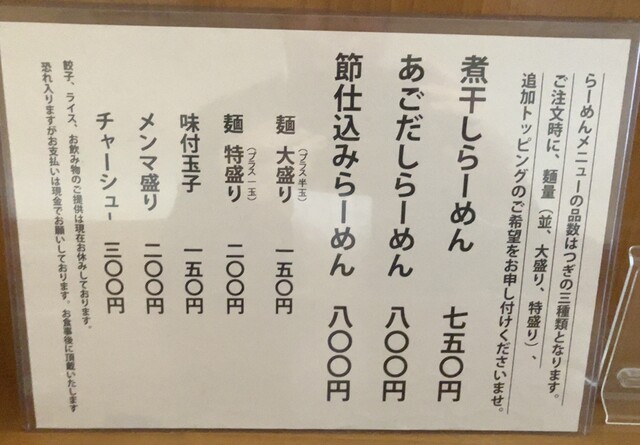 らーめんメニューの品数はつぎの三種類となります。
ご注文時に、麺量（並、大盛り、特盛り）、
追加トッピングのご希望をお申し付けくださいませ。
煮干しらーめん 七五〇円
あごだしらーめん 八〇〇円
節仕込みらーめん 八〇〇円
麺 大盛り（プラス半玉） 一五〇円
麺 特盛り（プラス一玉） 二〇〇円
味付玉子 一五〇円
メンマ盛り 二〇〇円
チャーシュー 三〇〇円
餃子、ライス、お飲み物のご提供は現在お休みしております。
恐れ入りますがお支払いは現金でお願いしております。お食事後に頂戴いたします